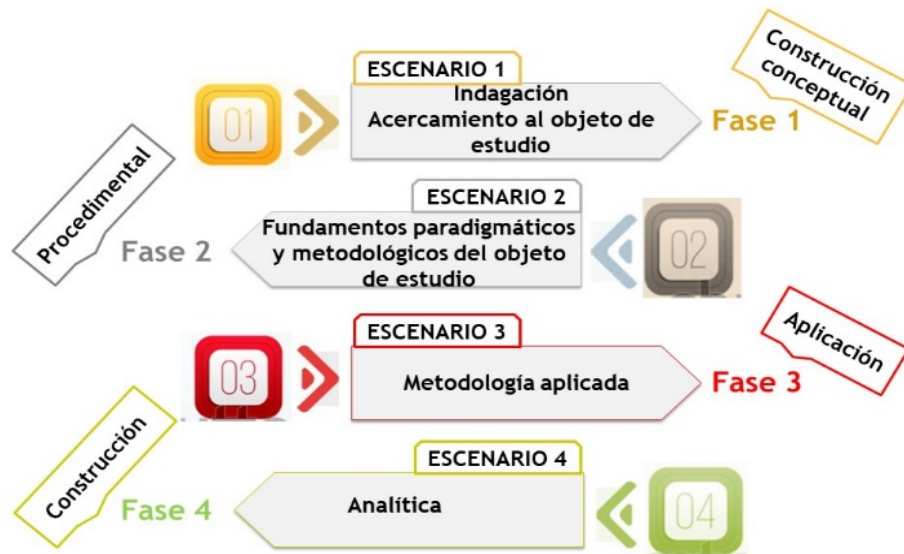 ESCENARIO 1
Construcción
conceptual
01
Indagación
Acercamiento al objeto de
estudio
Fase 1
Procedimental
ESCENARIO 2
Fase 2
Fundamentos paradigmáticos
y metodológicos del objeto
de estudio
02
ESCENARIO 3
Aplicación
03
Metodología aplicada
Fase 3
Construcción
ESCENARIO 4
Fase 4
Analítica
04